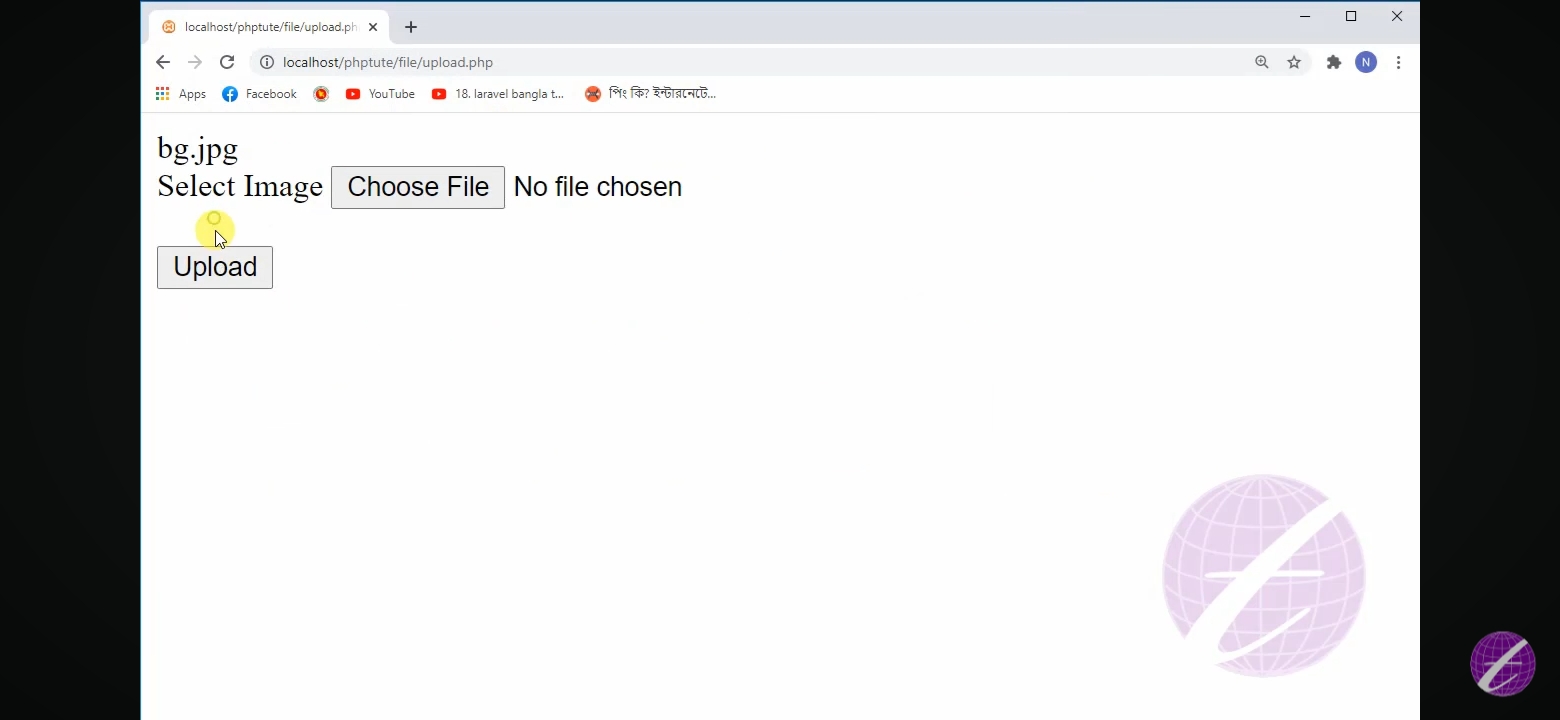 localhost/phptute/file/upload.ph
localhost/phptute/file/upload.php
N
Apps
Facebook
YouTube
18. laravel bangla t...
পিং কি? ইন্টারনেটে...
bg.jpg
Select Image Choose File No file chosen
Upload